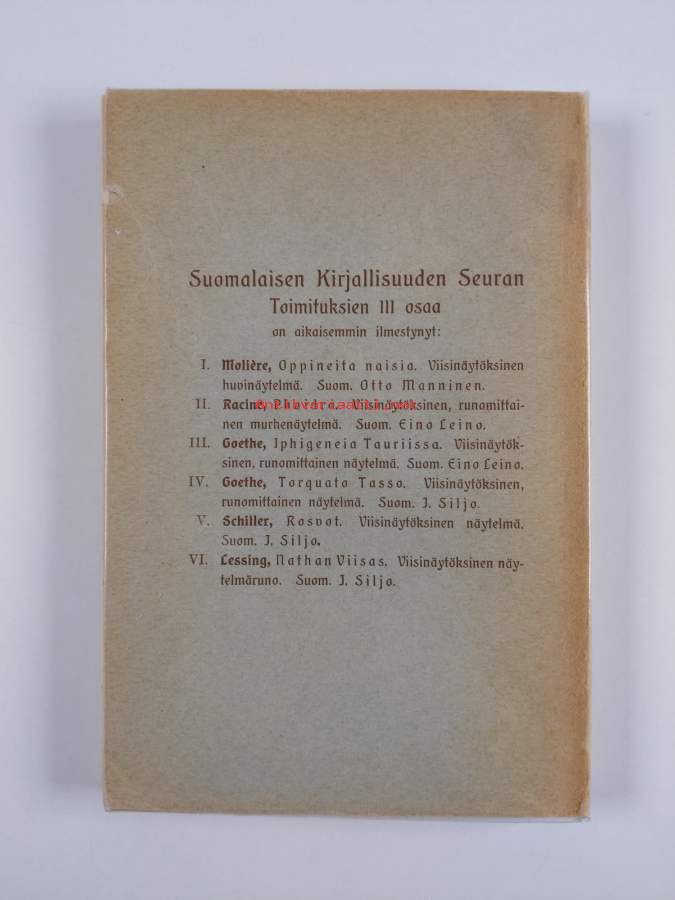 Suomalaisen Kirjallisuuden Seuran
Toimituksien III osaa
on aikaisemmin ilmestynyt:
I. Molière, Oppineita naisia. Viisinäytöksinen
huvinäytelmä. Suom. Otto Manninen.
II. Racine, Phaidra. Viisinäytöksinen, runomittai-
nen murhenäytelmä. Suom. Eino Leino.
III. Goethe, Iphigeneia Tauriissa. Viisinäytök-
sinen, runomittainen näytelmä. Suom. Eino Leino.
IV. Goethe, Torquato Tasso. Viisinäytöksinen,
runomittainen näytelmä. Suom. J. Siljo.
V. Schiller, Rosvot. Viisinäytöksinen näytelmä.
Suom. J. Siljo.
VI. Lessing, Nathan Viisas. Viisinäytöksinen näy-
telmäruno. Suom. J. Siljo.